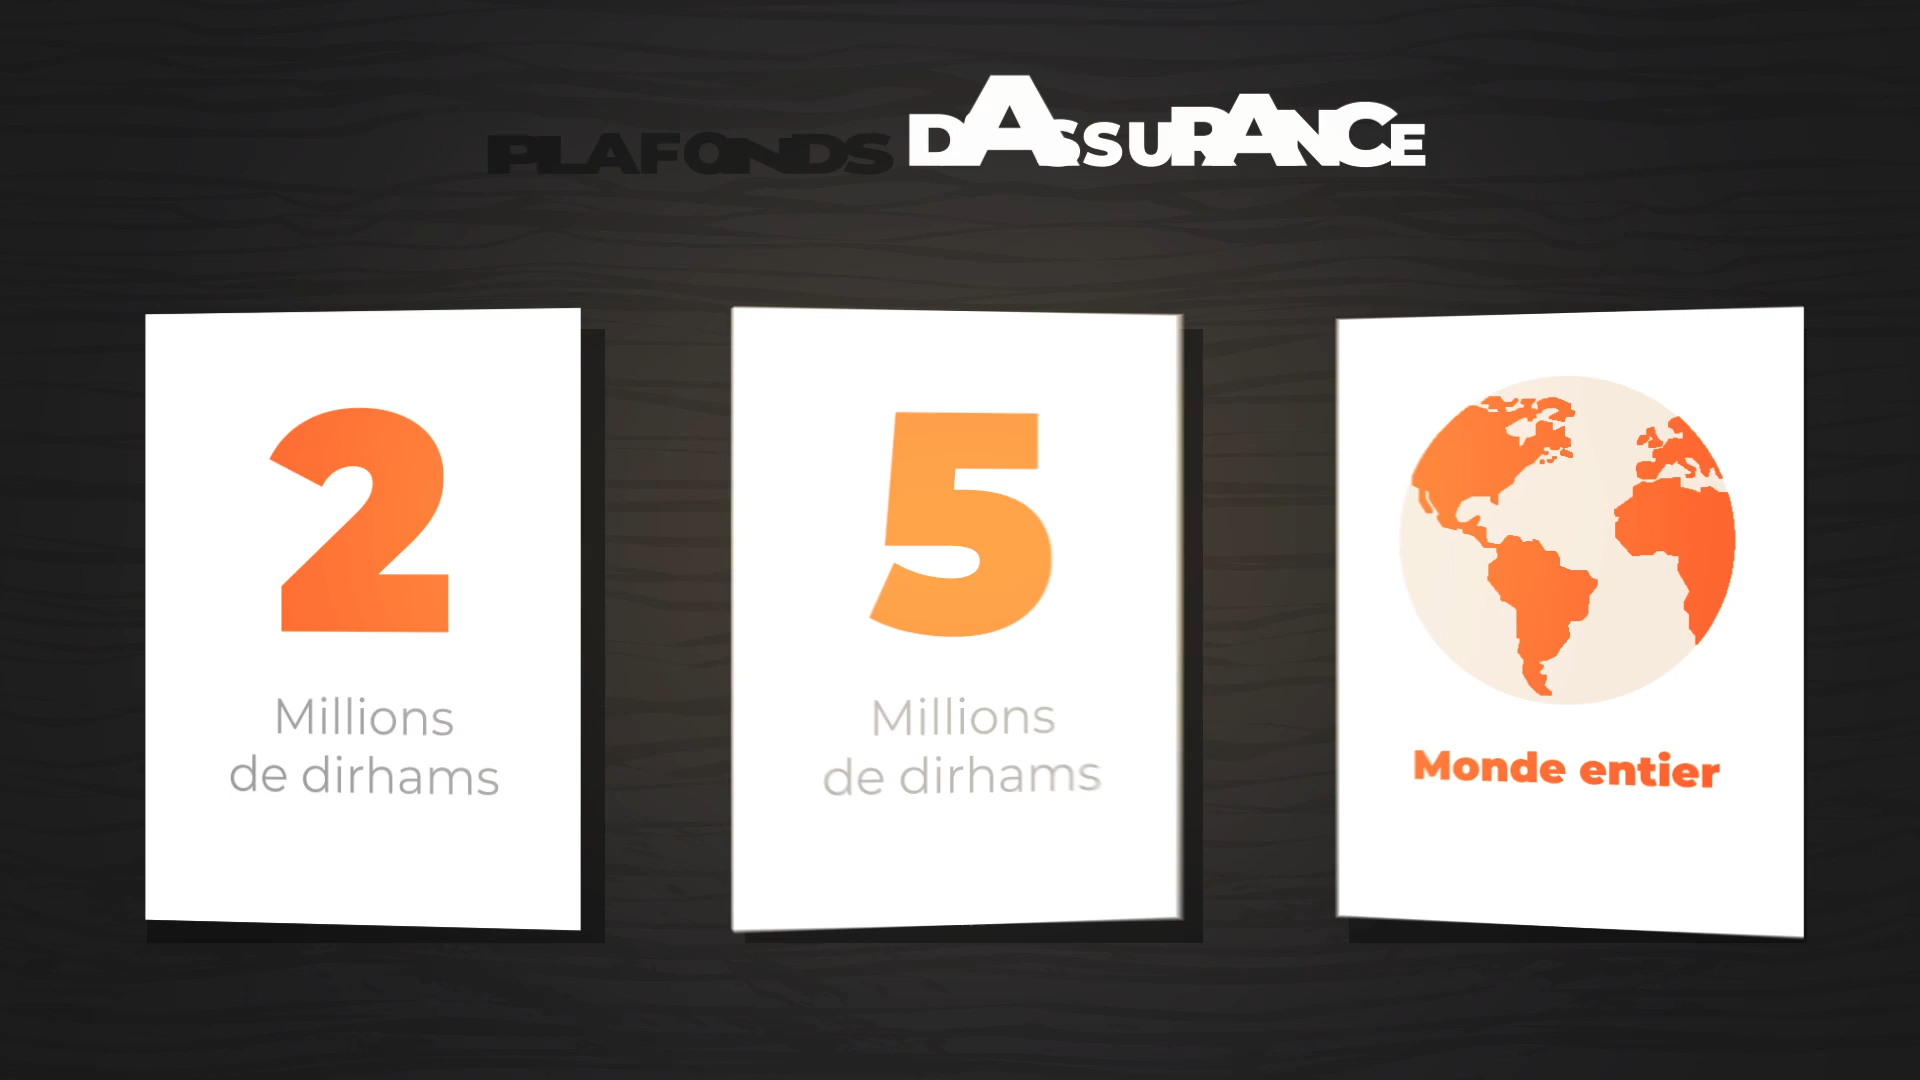 PLAFONDS DASSURANCE
2
Millions
de dirhams
5
Millions
de dirhams
Monde entier